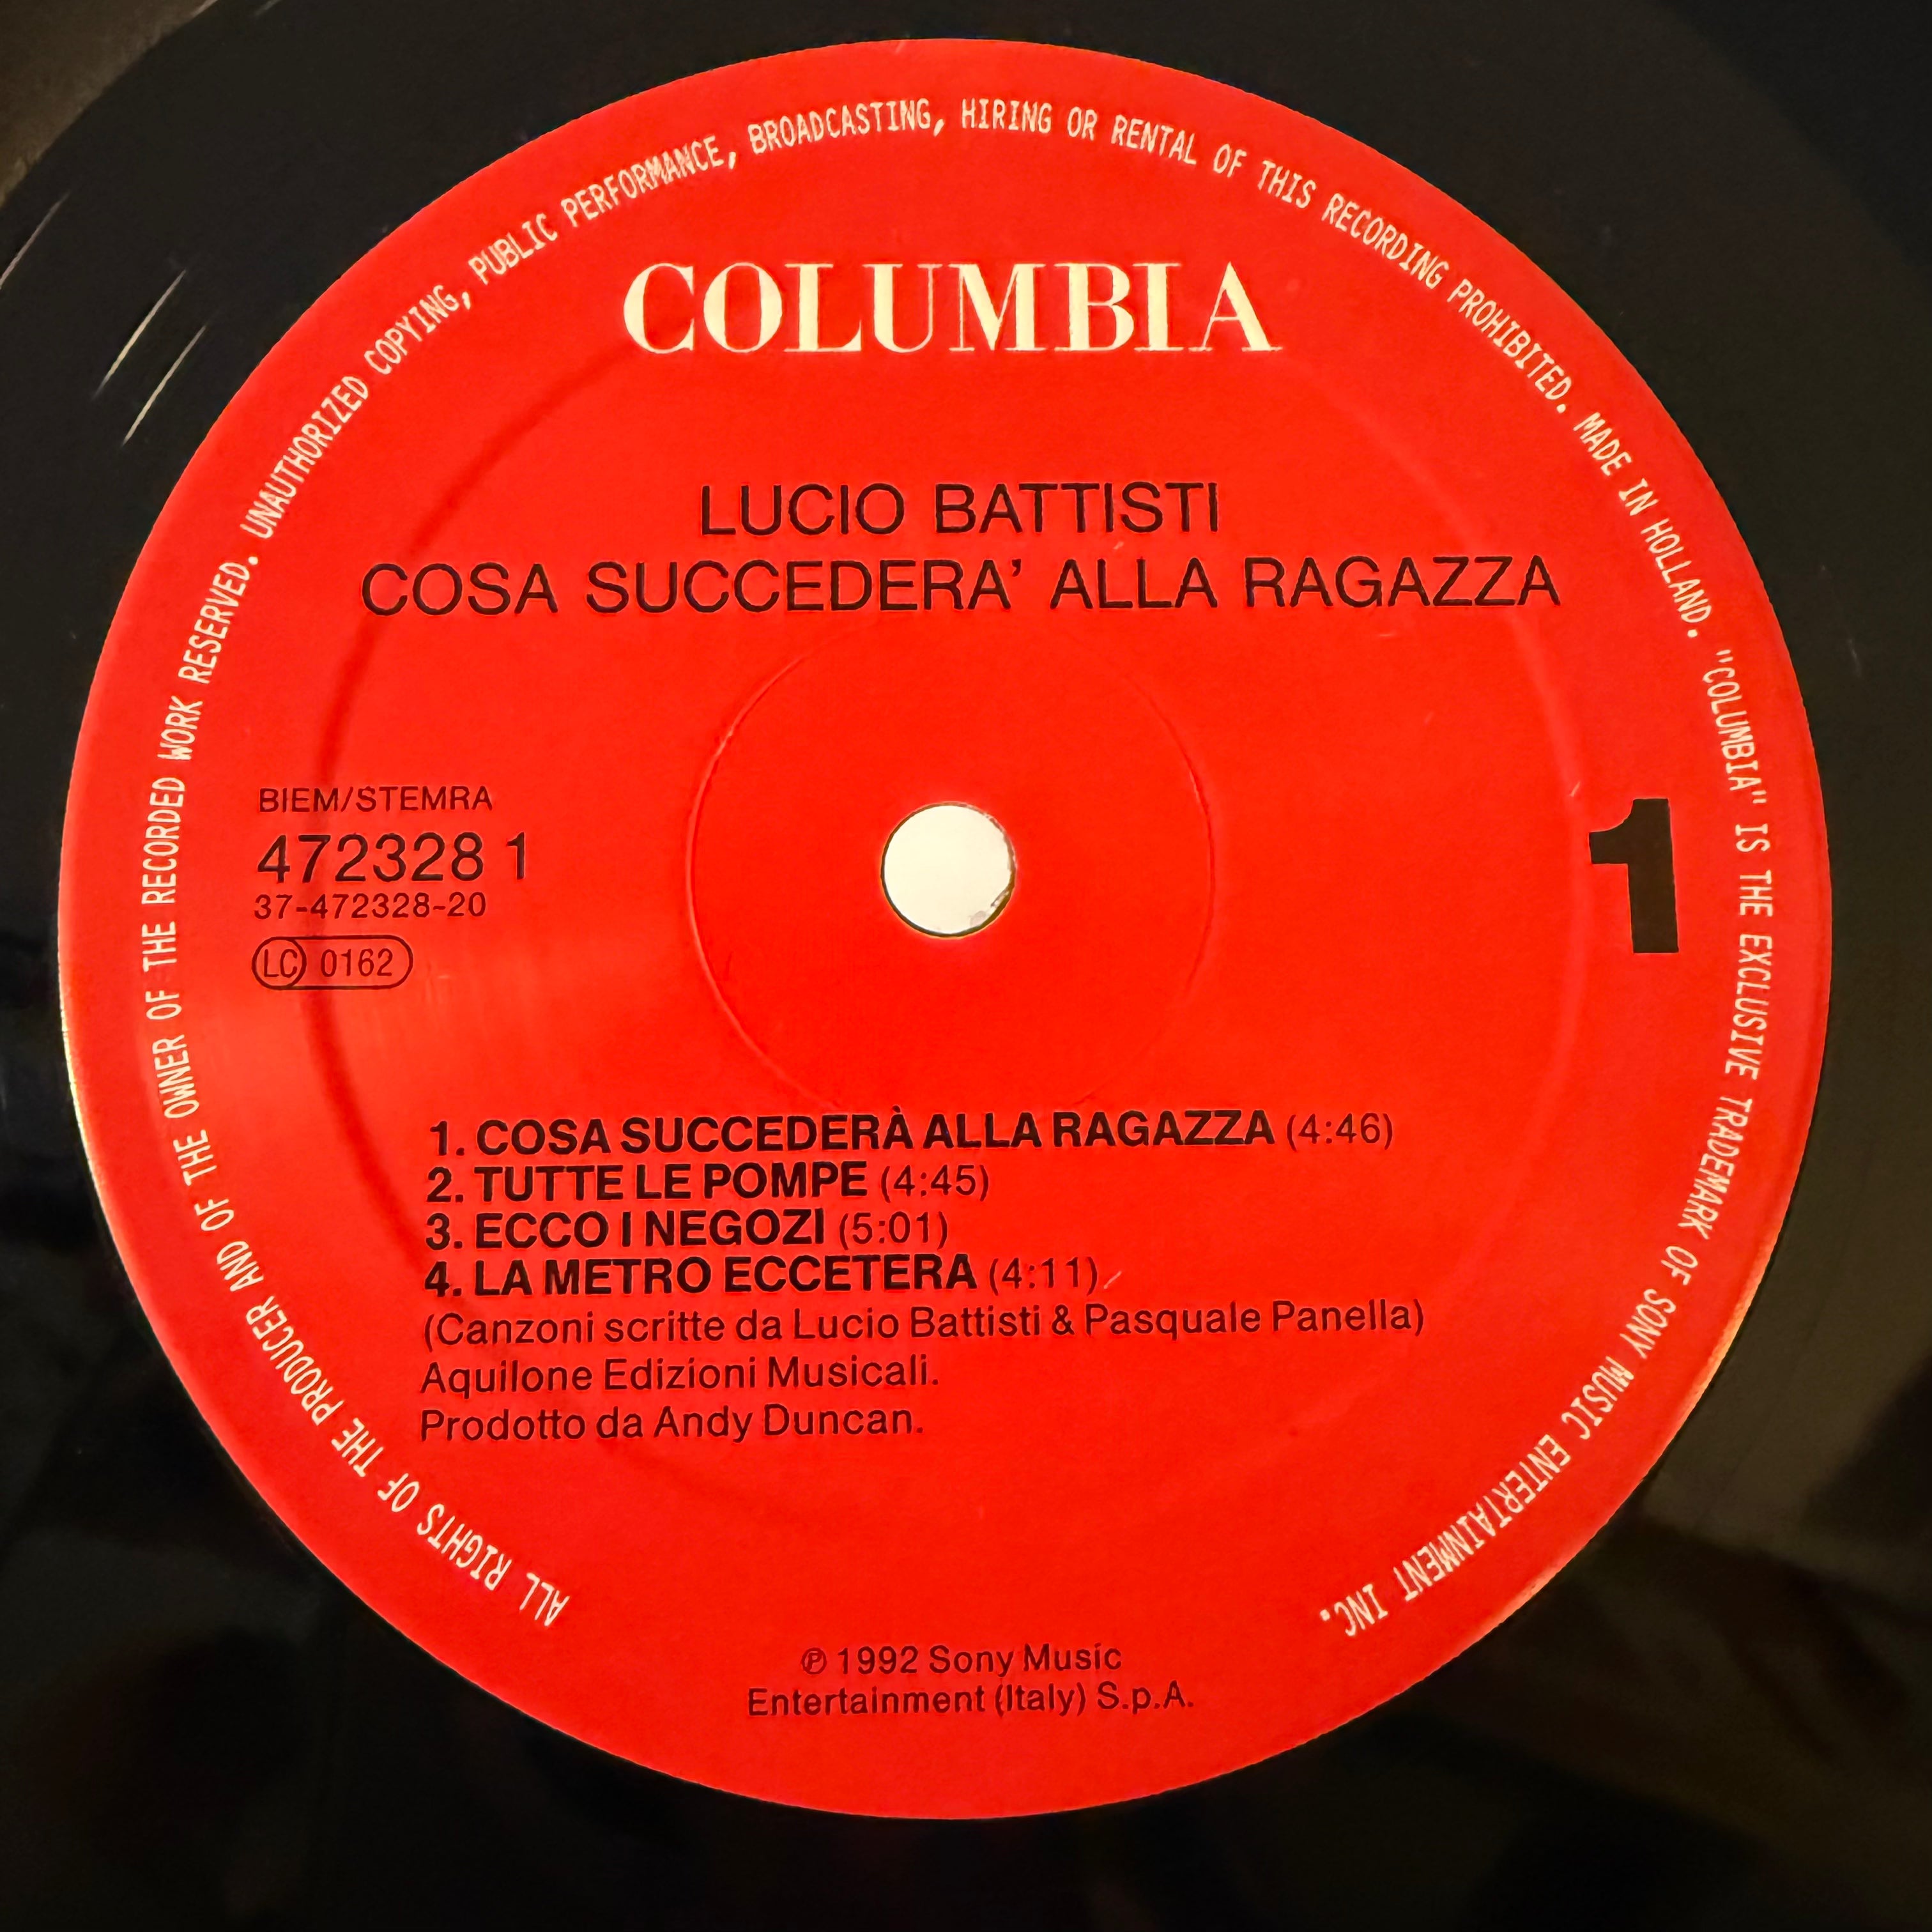 ALL RIGHTS OF THE PRODUCER AND OF THE OWNER OF THE RECORDED WORK RESERVED. UNAUTHORIZED COPYING, PUBLIC PERFORMANCE, BROADCASTING, HIRING OR RENTAL OF THIS RECORDING PROHIBITED. MADE IN HOLLAND. "COLUMBIA" IS THE EXCLUSIVE TRADEMARK OF SONY MUSIC ENTERTAINMENT INC.
COLUMBIA
LUCIO BATTISTI
COSA SUCCEDERA' ALLA RAGAZZA
BIEM/STEMRA
472328 1
37-472328-20
LC 0162
1
1. COSA SUCCEDERÀ ALLA RAGAZZA (4:46)
2. TUTTE LE POMPE (4:45)
3. ECCO I NEGOZI (5:01)
4. LA METRO ECCETERA (4:11)
(Canzoni scritte da Lucio Battisti & Pasquale Panella)
Aquilone Edizioni Musicali.
Prodotto da Andy Duncan.
℗ 1992 Sony Music
Entertainment (Italy) S.p.A.